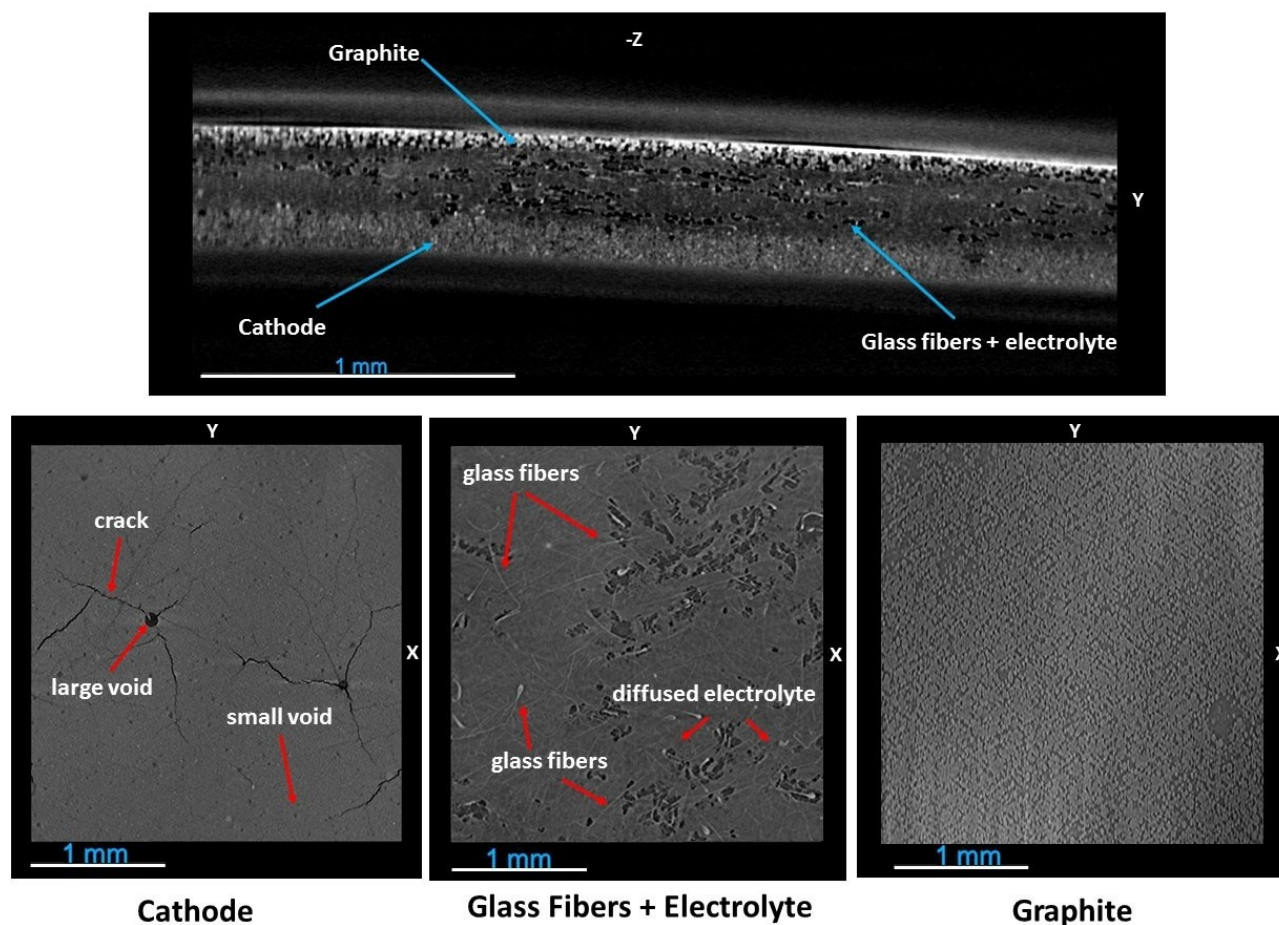 -Z
Graphite
Y
Cathode
Glass fibers + electrolyte
1 mm
Y
crack
X
large void
small void
1 mm
Cathode
Y
glass fibers
X
diffused electrolyte
glass fibers
1 mm
Glass Fibers + Electrolyte
Y
X
1 mm
Graphite